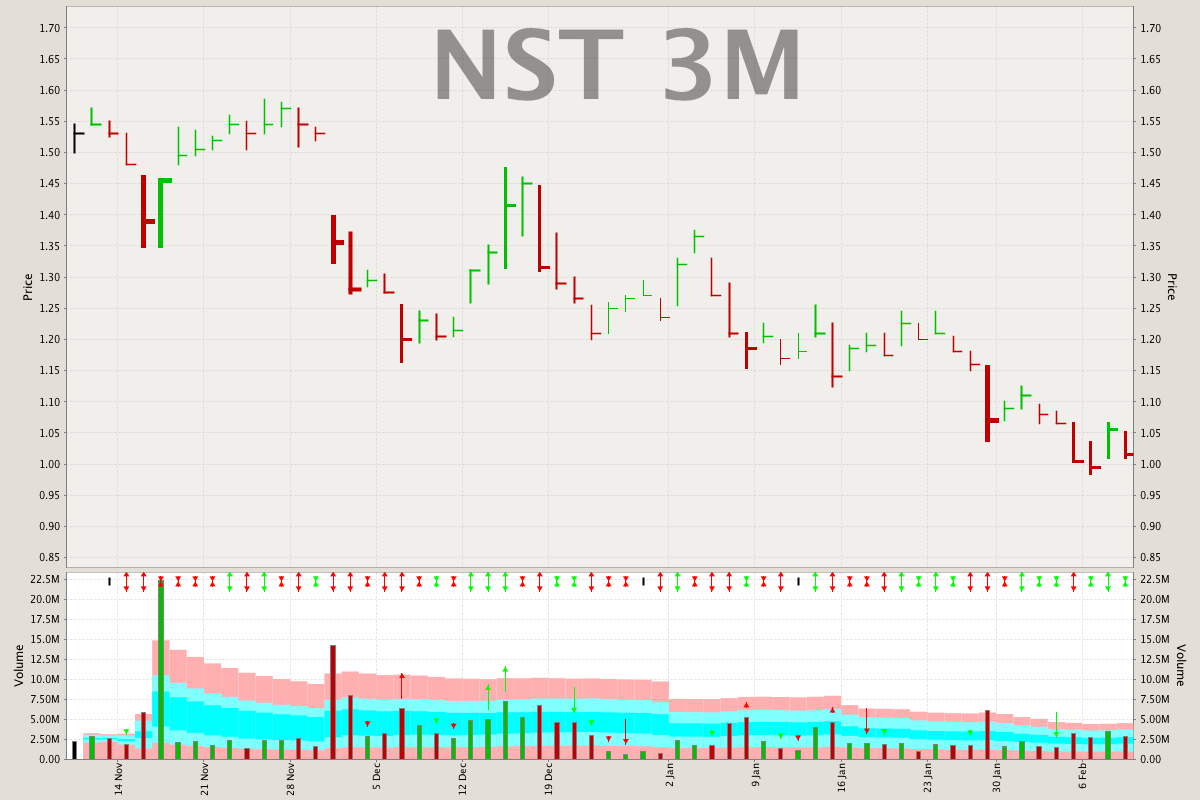 NST 3M
1.70 1.70
1.65 1.65
1.60 1.60
1.55 1.55
1.50 1.50
1.45 1.45
1.40 1.40
1.35 1.35
1.30 1.30
Price Price
1.25 1.25
1.20 1.20
1.15 1.15
1.10 1.10
1.05 1.05
1.00 1.00
0.95 0.95
0.90 0.90
0.85 0.85
22.5M 22.5M
20.0M 20.0M
17.5M 17.5M
15.0M 15.0M
12.5M 12.5M
Volume Volume
10.0M 10.0M
7.50M 7.50M
5.00M 5.00M
2.50M 2.50M
0.00 0.00
14 Nov 21 Nov 28 Nov 5 Dec 12 Dec 19 Dec 2 Jan 9 Jan 16 Jan 23 Jan 30 Jan 6 Feb